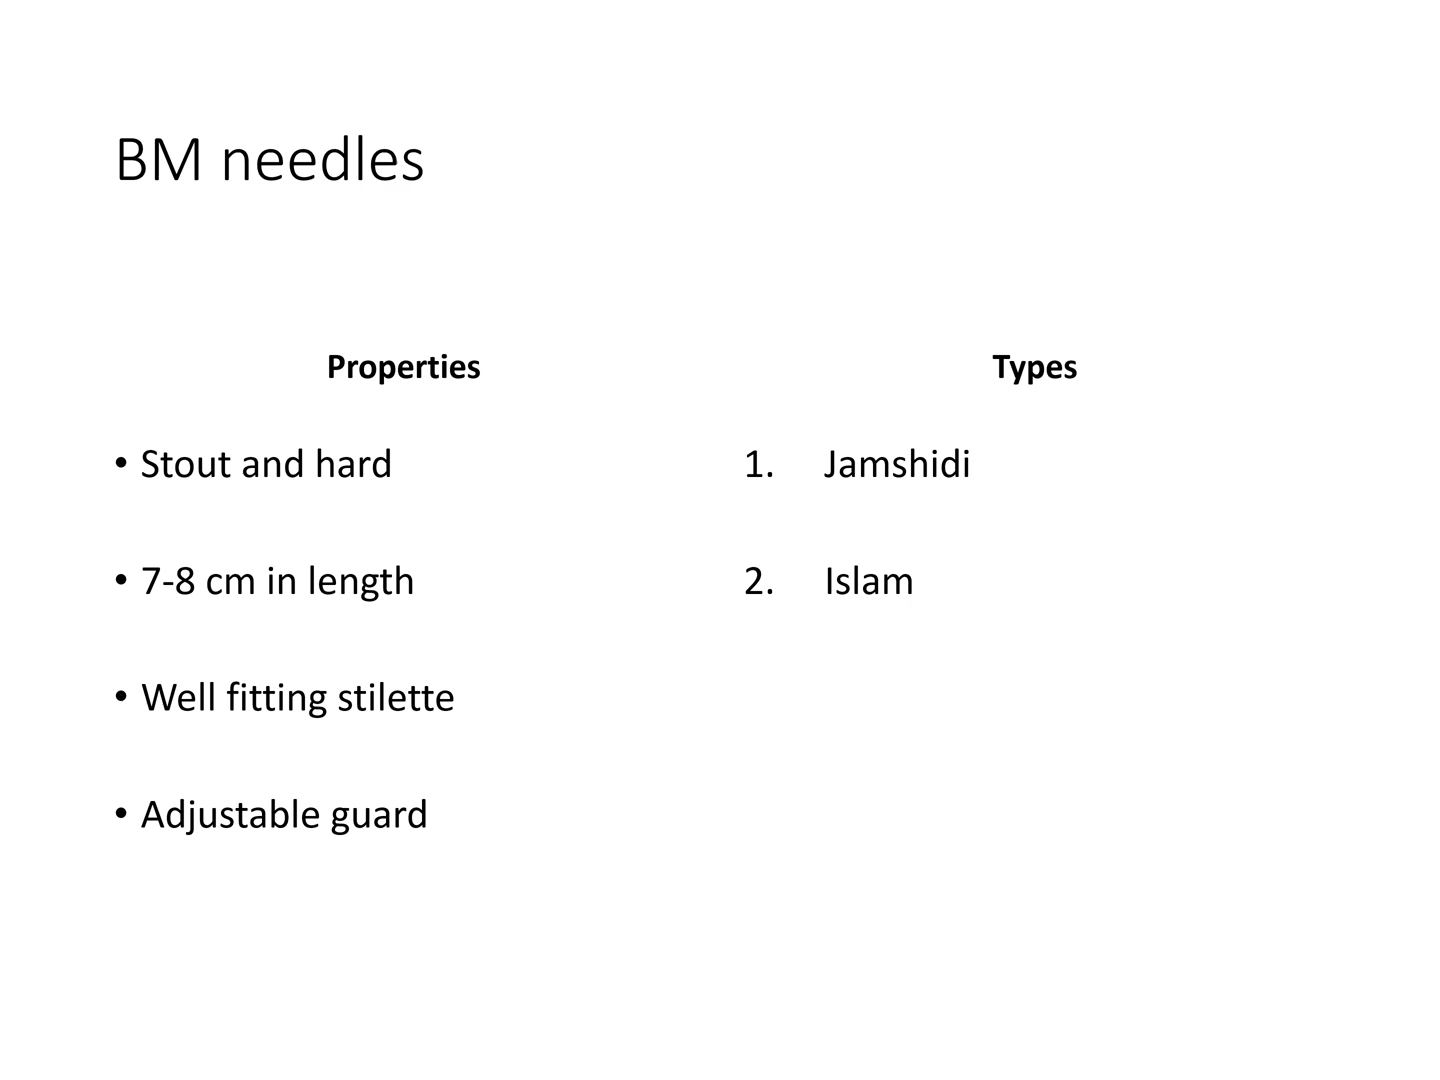 BM needles
Properties
• Stout and hard
• 7-8 cm in length
• Well fitting stilette
• Adjustable guard
Types
1. Jamshidi
2. Islam